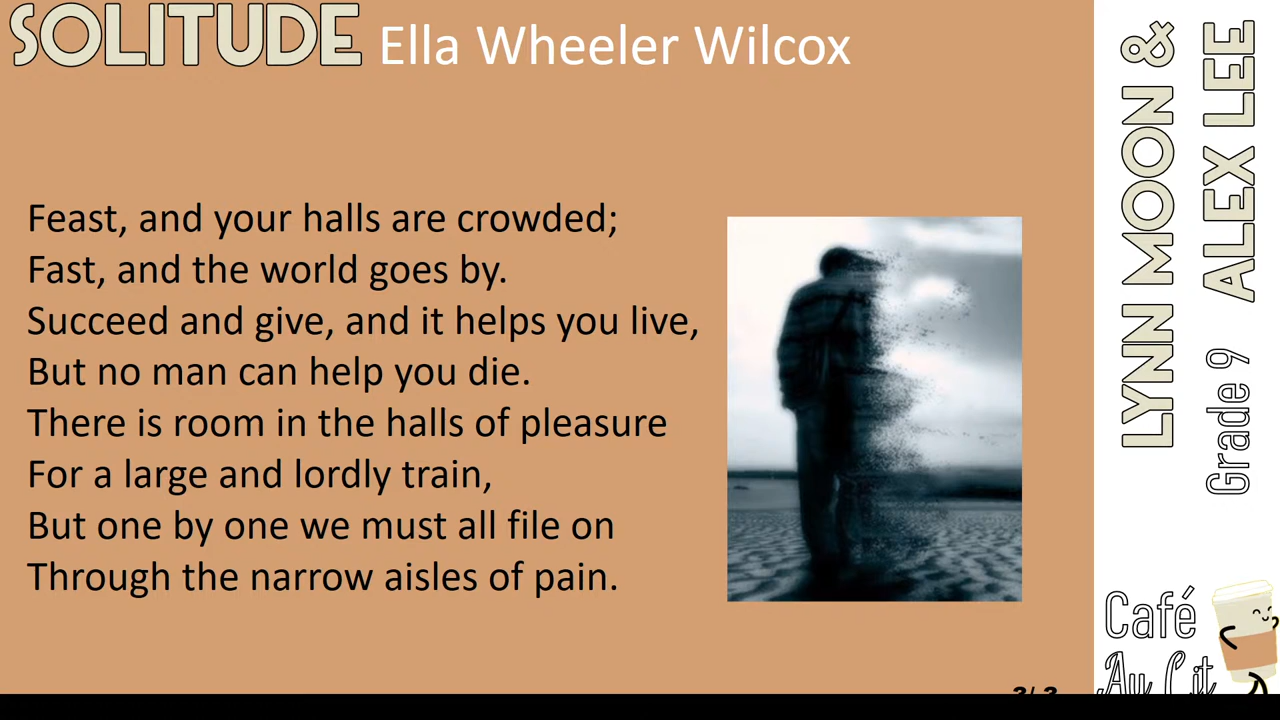 SOLITUDE Ella Wheeler Wilcox
Feast, and your halls are crowded;
Fast, and the world goes by.
Succeed and give, and it helps you live,
But no man can help you die.
There is room in the halls of pleasure
For a large and lordly train,
But one by one we must all file on
Through the narrow aisles of pain.
LYNN MOON &
ALEX LEE
Grade 9
Café
Au Lit